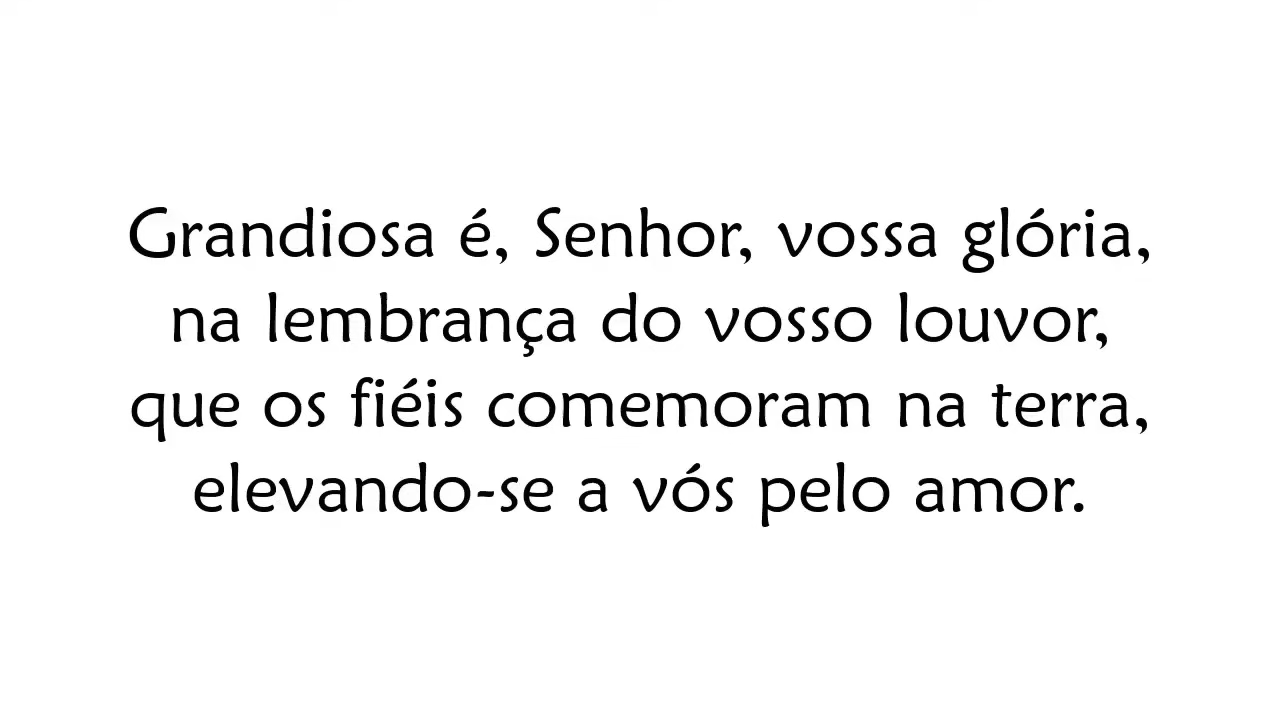 Grandiosa é, Senhor, vossa glória,
na lembrança do vosso louvor,
que os fiéis comemoram na terra,
elevando-se a vós pelo amor.